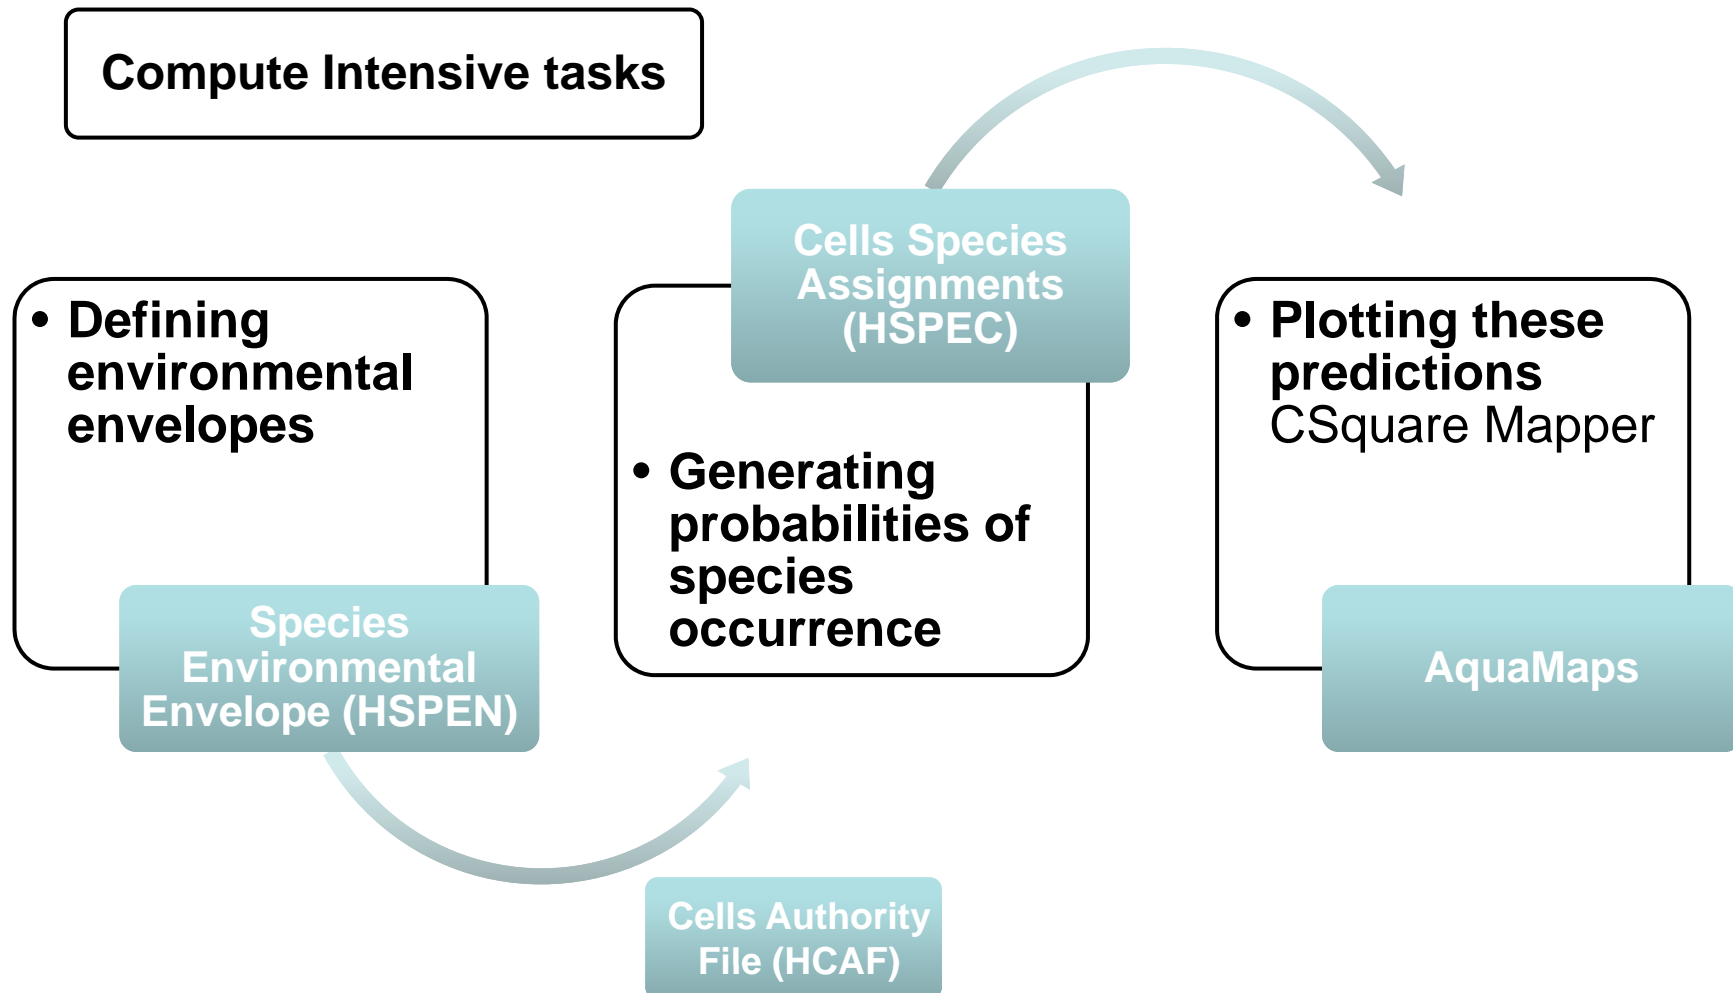 Compute Intensive tasks
• Defining
environmental
envelopes
Species
Environmental
Envelope (HSPEN)
Cells Species
Assignments
(HSPEC)
• Generating
probabilities of
species
occurrence
Cells Authority
File (HCAF)
• Plotting these
predictions
CSquare Mapper
AquaMaps